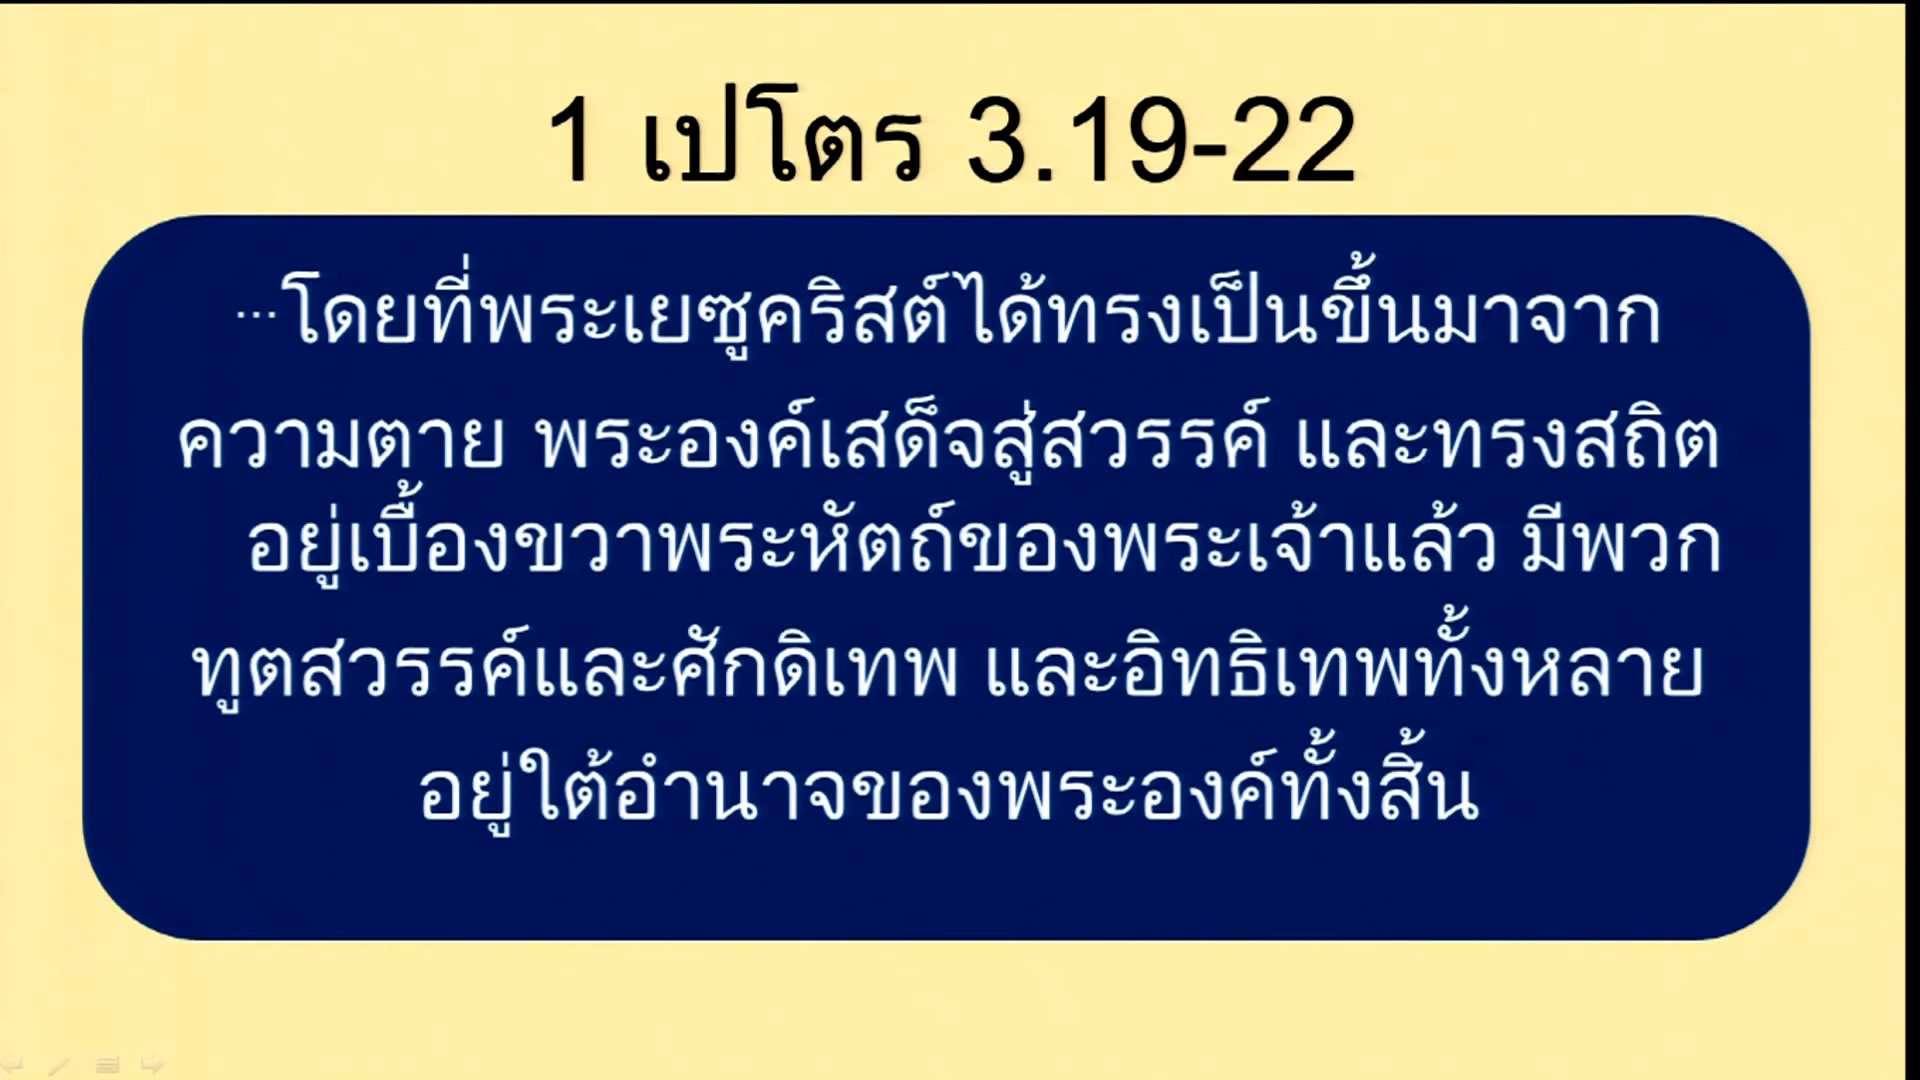 1 เปโตร 3.19-22
...โดยที่พระเยซูคริสต์ได้ทรงเป็นขึ้นมาจาก
ความตาย พระองค์เสด็จสู่สวรรค์ และทรงสถิต
อยู่เบื้องขวาพระหัตถ์ของพระเจ้าแล้ว มีพวก
ทูตสวรรค์และศักดิเทพ และอิทธิเทพทั้งหลาย
อยู่ใต้อำนาจของพระองค์ทั้งสิ้น